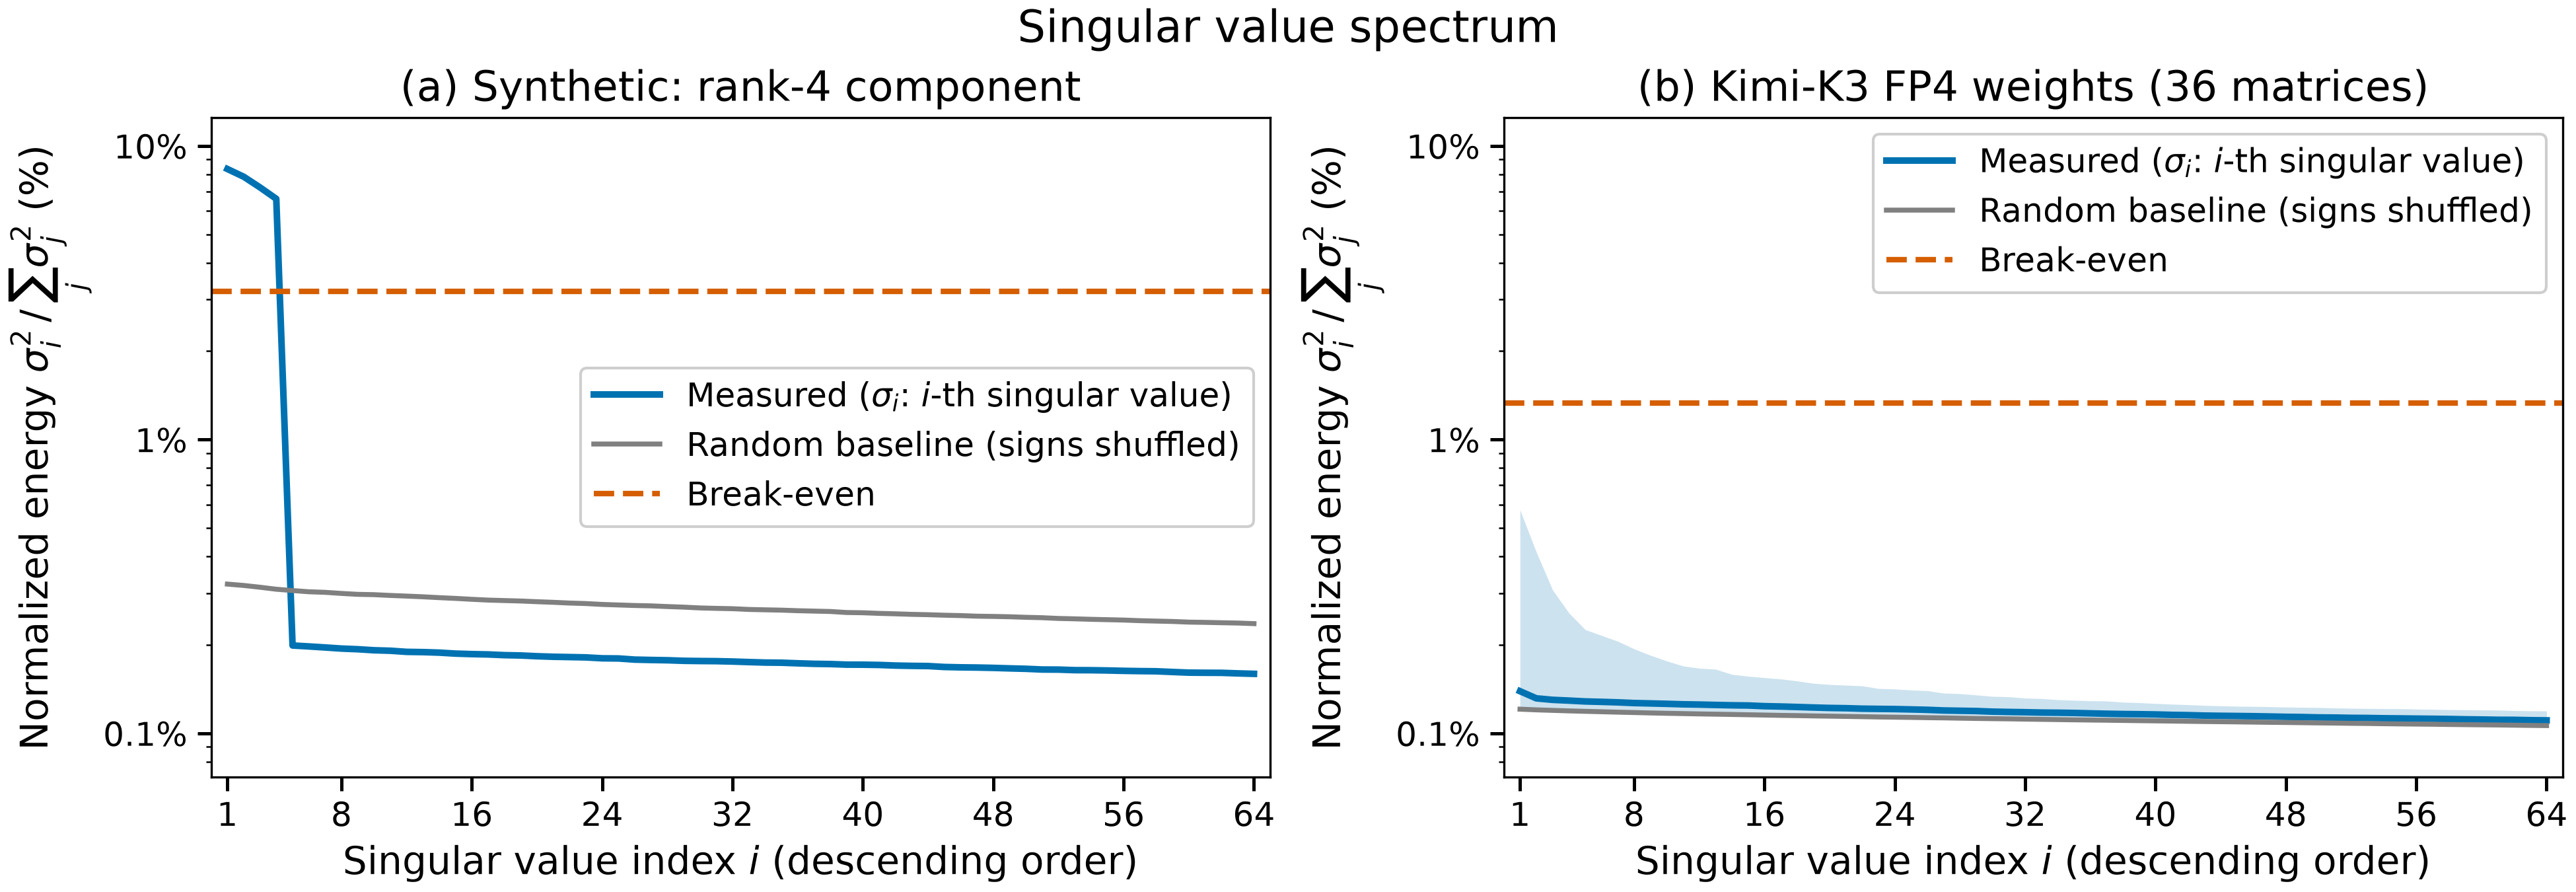 Singular value spectrum
(a) Synthetic: rank-4 component
Normalized energy σᵢ² / ∑ⱼ σⱼ² (%)
10%
1%
0.1%
Measured (σᵢ: i-th singular value)
Random baseline (signs shuffled)
Break-even
1 8 16 24 32 40 48 56 64
Singular value index i (descending order)
(b) Kimi-K3 FP4 weights (36 matrices)
Normalized energy σᵢ² / ∑ⱼ σⱼ² (%)
10%
1%
0.1%
Measured (σᵢ: i-th singular value)
Random baseline (signs shuffled)
Break-even
1 8 16 24 32 40 48 56 64
Singular value index i (descending order)